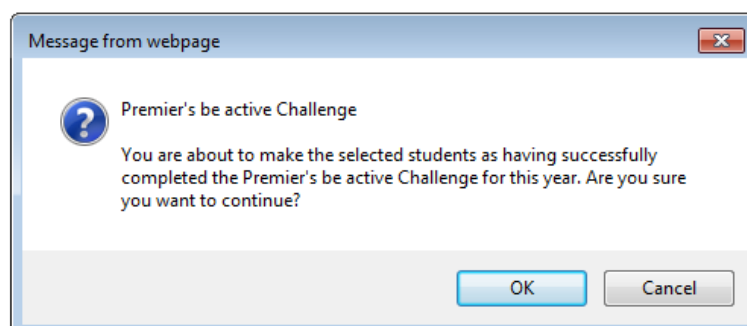 Message from webpage
Premier's be active Challenge
You are about to make the selected students as having successfully
completed the Premier's be active Challenge for this year. Are you sure
you want to continue?
OK
Cancel